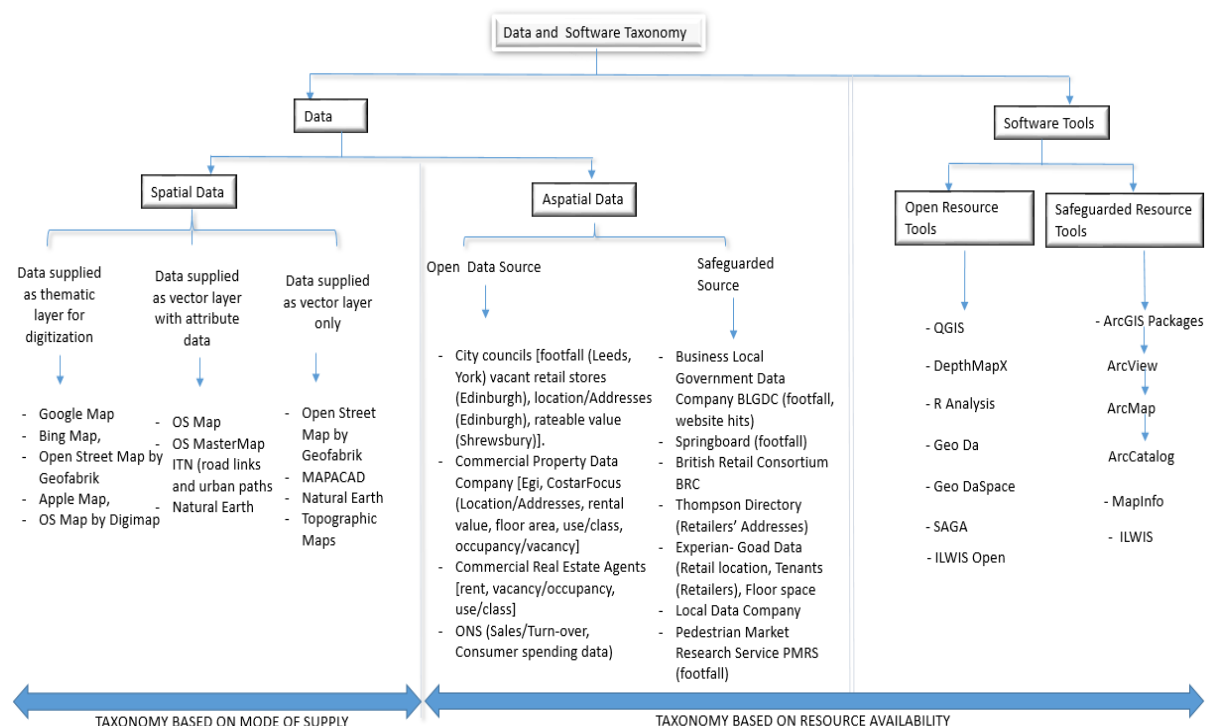 Data and Software Taxonomy
Data
Software Tools
Spatial Data
Aspatial Data
Open Resource
Tools
Safeguarded Resource
Tools
Data supplied
as thematic
layer for
digitization
Data supplied
as vector layer
with attribute
data
Data supplied
as vector layer
only
Open Data Source
Safeguarded
Source
- Google Map
- Bing Map,
- Open Street Map by
Geofabrik
- Apple Map,
- OS Map by Digimap
- OS Map
- OS MasterMap
ITN (road links
and urban paths
- Natural Earth
- Open Street
Map by
Geofabrik
- MAPACAD
- Natural Earth
- Topographic
Maps
- City councils [footfall (Leeds,
York) vacant retail stores
(Edinburgh), location/Addresses
(Edinburgh), rateable value
(Shrewsbury)].
- Commercial Property Data
Company [Egi, CostarFocus
(Location/Addresses, rental
value, floor area, use/class,
occupancy/vacancy]
- Commercial Real Estate Agents
[rent, vacancy/occupancy,
use/class]
- ONS (Sales/Turn-over,
Consumer spending data)
- Business Local
Government Data
Company BLGDC (footfall,
website hits)
- Springboard (footfall)
- British Retail Consortium
BRC
- Thompson Directory
(Retailers' Addresses)
- Experian- Goad Data
(Retail location, Tenants
(Retailers), Floor space
- Local Data Company
- Pedestrian Market
Research Service PMRS
(footfall)
- QGIS
- DepthMapX
- R Analysis
- Geo Da
- Geo DaSpace
- SAGA
- ILWIS Open
- ArcGIS Packages
ArcView
ArcMap
ArcCatalog
- MapInfo
- ILWIS
TAXONOMY BASED ON MODE OF SUPPLY
TAXONOMY BASED ON RESOURCE AVAILABILITY